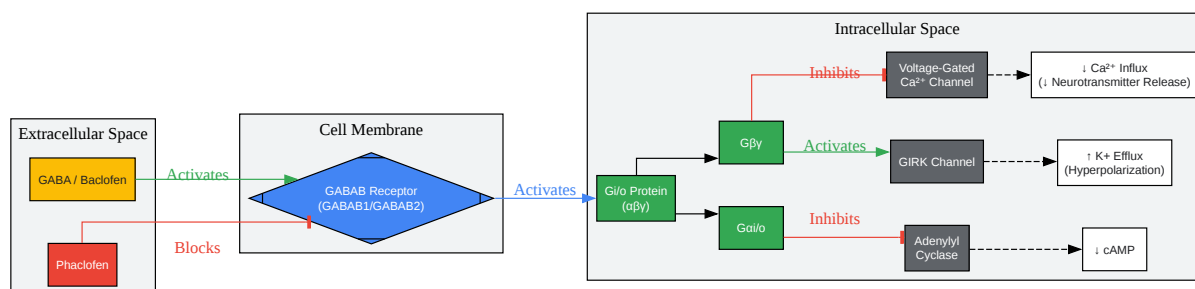 Extracellular Space
GABA / Baclofen
Phaclofen
Activates
Blocks
Cell Membrane
GABAB Receptor
(GABAB1/GABAB2)
Activates
Intracellular Space
Gi/o Protein
(αβγ)
Gβγ
Gαi/o
Inhibits
Voltage-Gated
Ca²⁺ Channel
↓ Ca²⁺ Influx
(↓ Neurotransmitter Release)
Activates
GIRK Channel
↑ K+ Efflux
(Hyperpolarization)
Inhibits
Adenylyl
Cyclase
↓ cAMP